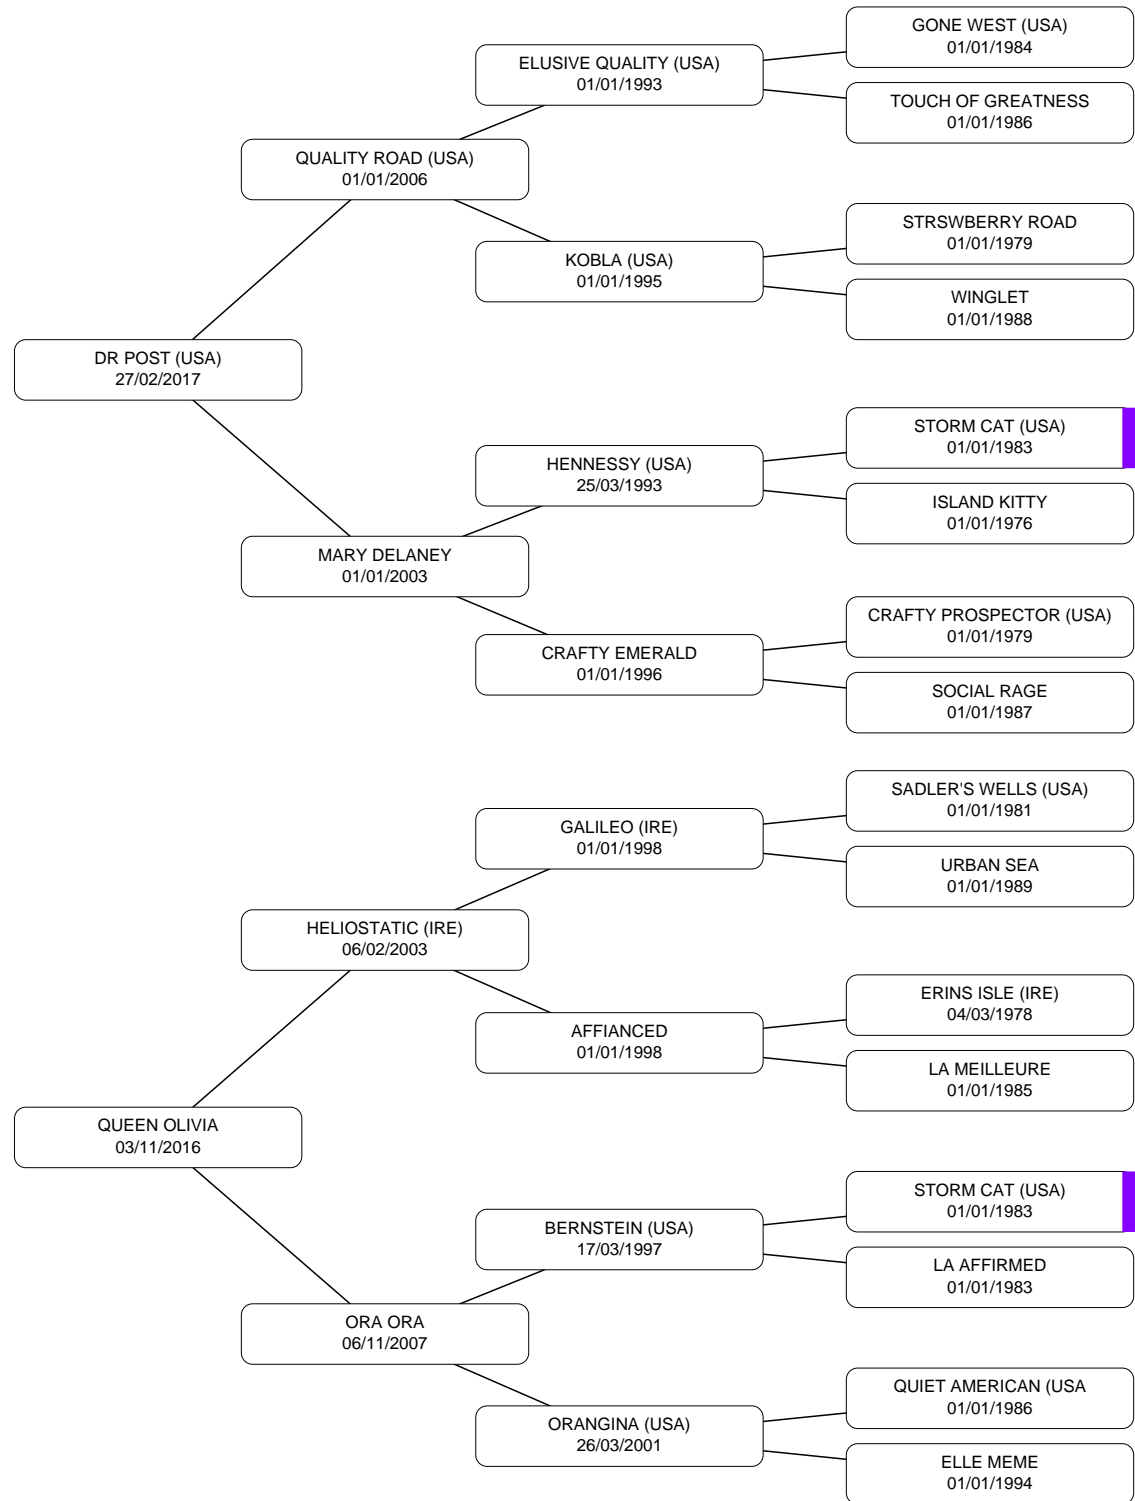 GONE WEST (USA)
01/01/1984
ELUSIVE QUALITY (USA)
01/01/1993
TOUCH OF GREATNESS
01/01/1986
QUALITY ROAD (USA)
01/01/2006
STRSWBERRY ROAD
01/01/1979
KOBLA (USA)
01/01/1995
WINGLET
01/01/1988
DR POST (USA)
27/02/2017
STORM CAT (USA)
01/01/1983
HENNESSY (USA)
25/03/1993
ISLAND KITTY
01/01/1976
MARY DELANEY
01/01/2003
CRAFTY PROSPECTOR (USA)
01/01/1979
CRAFTY EMERALD
01/01/1996
SOCIAL RAGE
01/01/1987
SADLER'S WELLS (USA)
01/01/1981
GALILEO (IRE)
01/01/1998
URBAN SEA
01/01/1989
HELIOSTATIC (IRE)
06/02/2003
ERINS ISLE (IRE)
04/03/1978
AFFIANCED
01/01/1998
LA MEILLEURE
01/01/1985
QUEEN OLIVIA
03/11/2016
STORM CAT (USA)
01/01/1983
BERNSTEIN (USA)
17/03/1997
LA AFFIRMED
01/01/1983
ORA ORA
06/11/2007
QUIET AMERICAN (USA
01/01/1986
ORANGINA (USA)
26/03/2001
ELLE MEME
01/01/1994